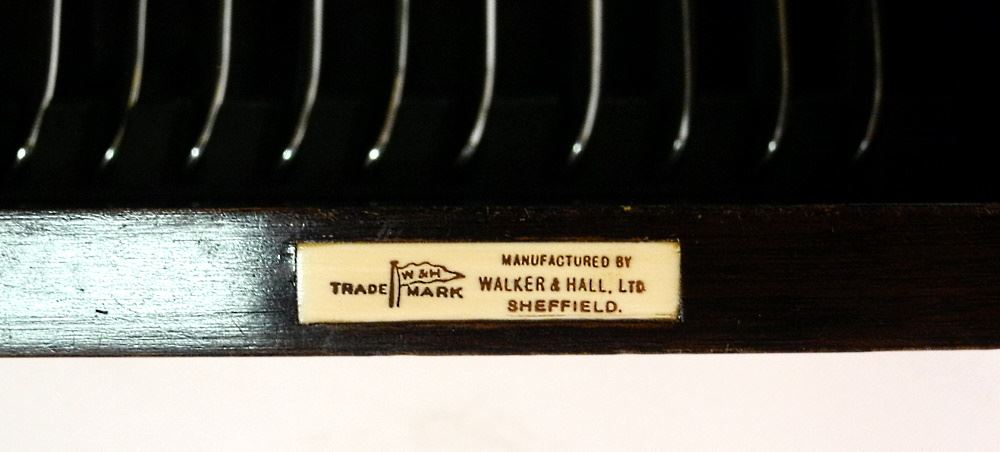 W & H
TRADE MARK
MANUFACTURED BY
WALKER & HALL, LTD
SHEFFIELD.